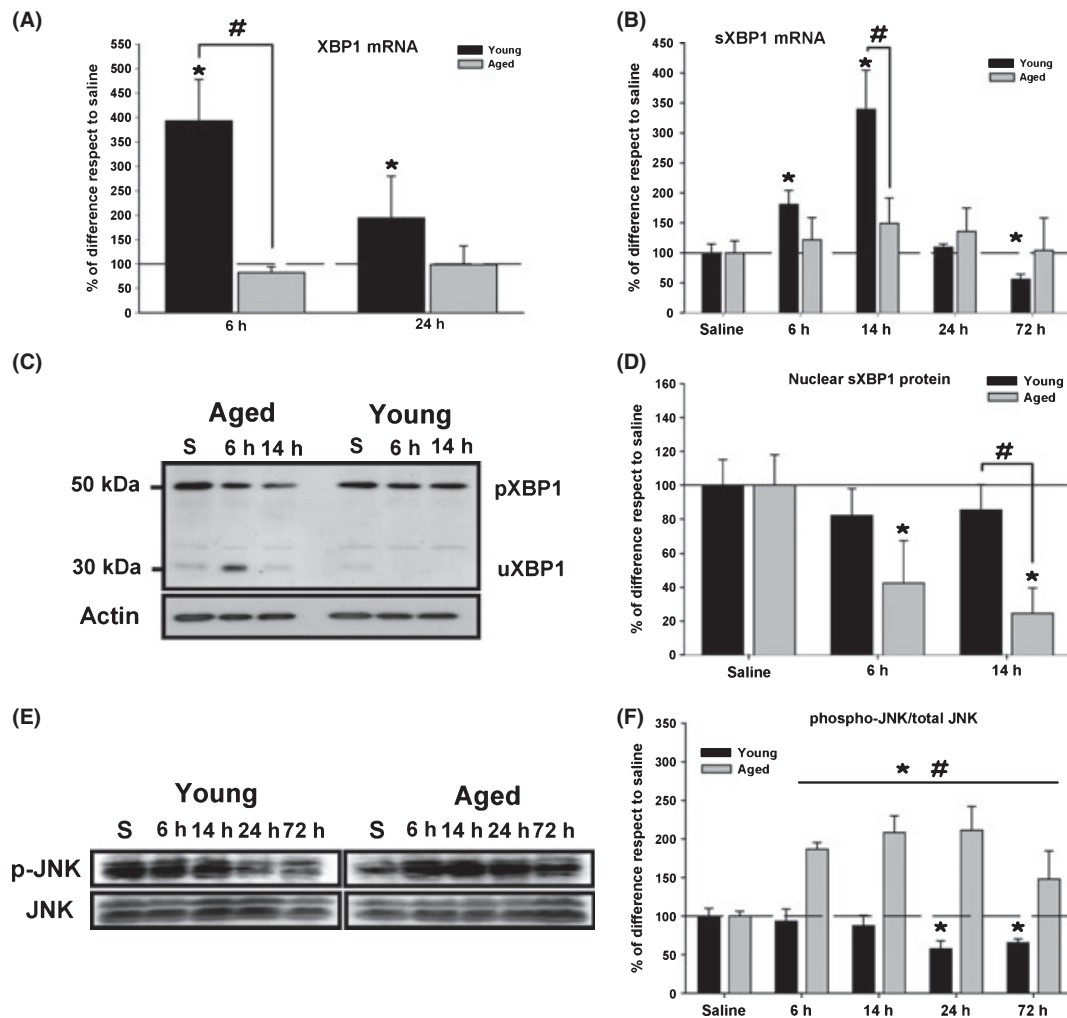 (A)
XBP1 mRNA
#
Young
Aged
% of difference respect to saline
550
500
450
400
350
300
250
200
150
100
50
0
*
*
6 h
24 h
(B)
sXBP1 mRNA
#
Young
Aged
% of difference respect to saline
450
400
350
300
250
200
150
100
50
0
*
*
*
Saline
6 h
14 h
24 h
72 h
(C)
Aged
Young
S 6 h 14 h
S 6 h 14 h
50 kDa
pXBP1
30 kDa
uXBP1
Actin
(D)
Nuclear sXBP1 protein
Young
Aged
#
% of difference respect to saline
160
140
120
100
80
60
40
20
0
*
*
Saline
6 h
14 h
(E)
Young
Aged
S 6 h 14 h 24 h 72 h
S 6 h 14 h 24 h 72 h
p-JNK
JNK
(F)
phospho-JNK/total JNK
Young
Aged
* #
% of difference respect to saline
350
300
250
200
150
100
50
0
*
*
Saline
6 h
14 h
24 h
72 h